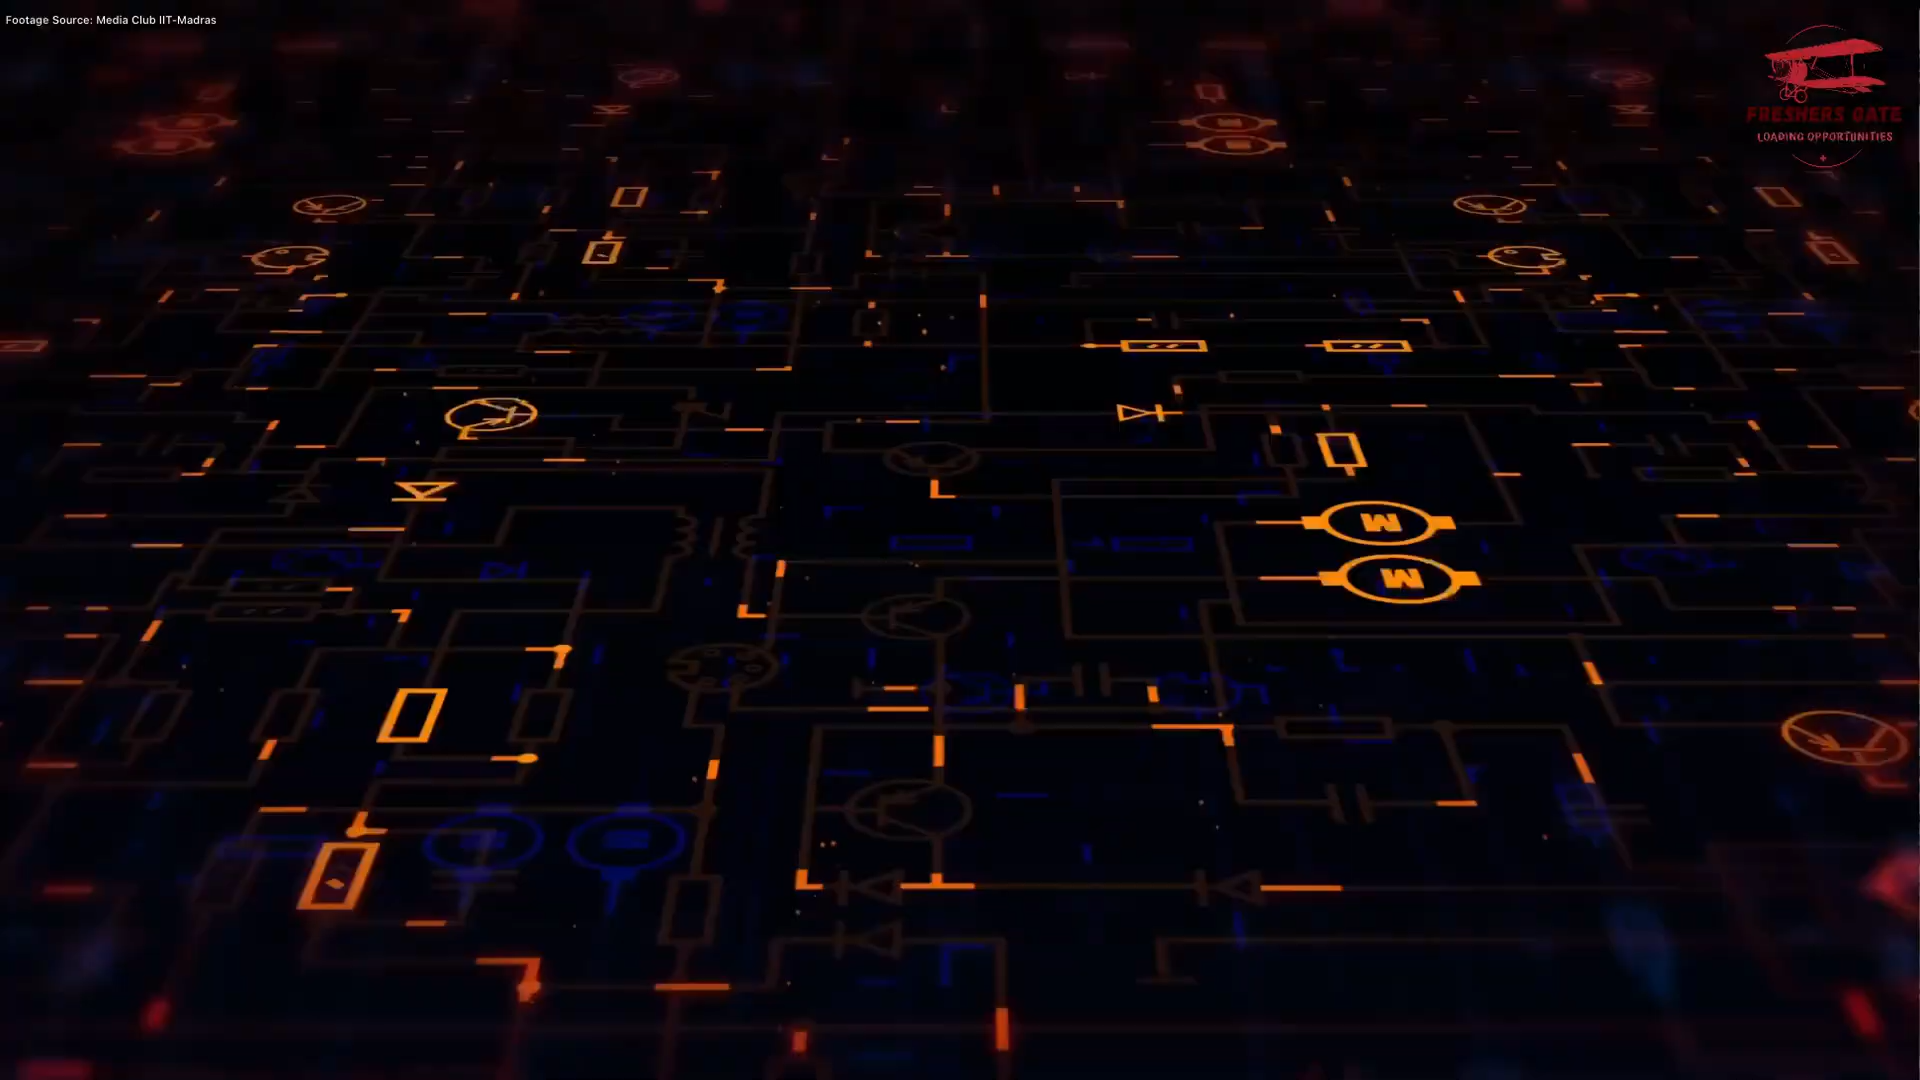 Footage Source: Media Club IIT-Madras
FRESHERS GATE
LOADING OPPORTUNITIES
M
M